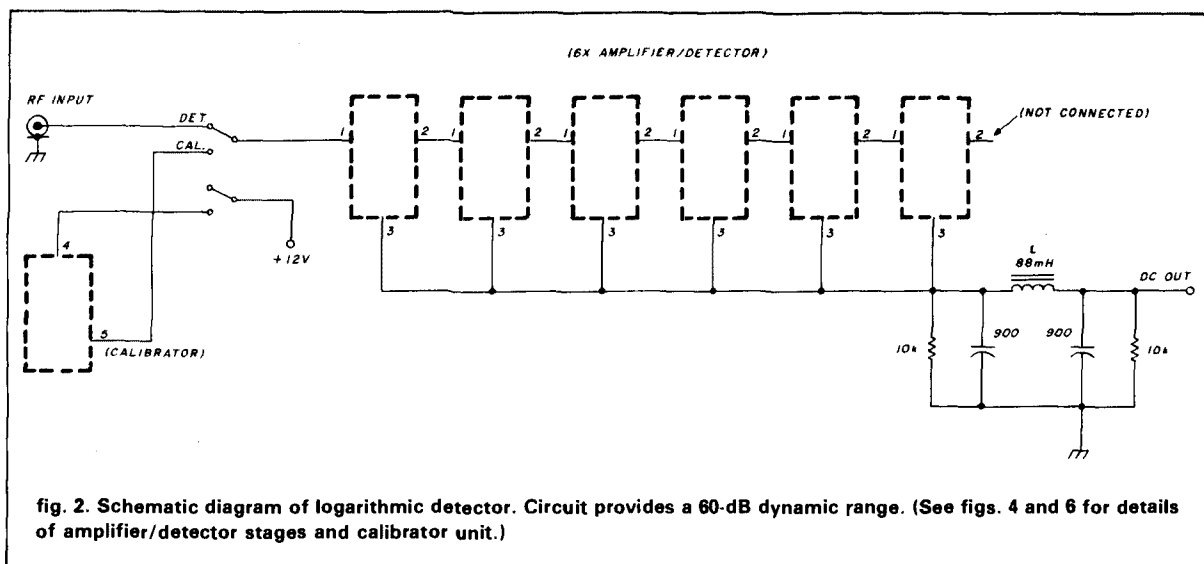 (6X AMPLIFIER/DETECTOR)
RF INPUT
DET.
CAL.
1
2
1
2
1
2
1
2
1
2
1
2
(NOT CONNECTED)
3
3
3
3
3
3
4
+12V
5
(CALIBRATOR)
L
88mH
DC OUT
10k
900
900
10k
fig. 2. Schematic diagram of logarithmic detector. Circuit provides a 60-dB dynamic range. (See figs. 4 and 6 for details
of amplifier/detector stages and calibrator unit.)